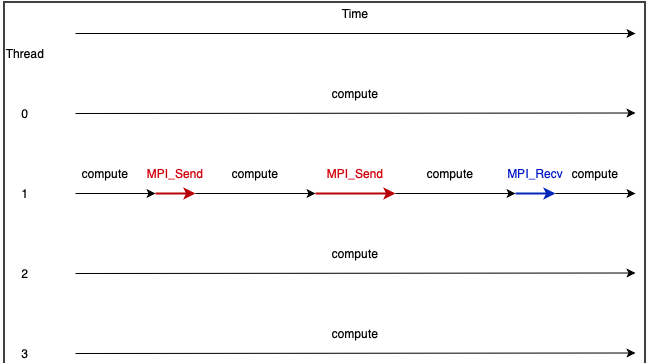 Time
Thread
compute
0
compute MPI_Send compute MPI_Send compute MPI_Recv compute
1
compute
2
compute
3